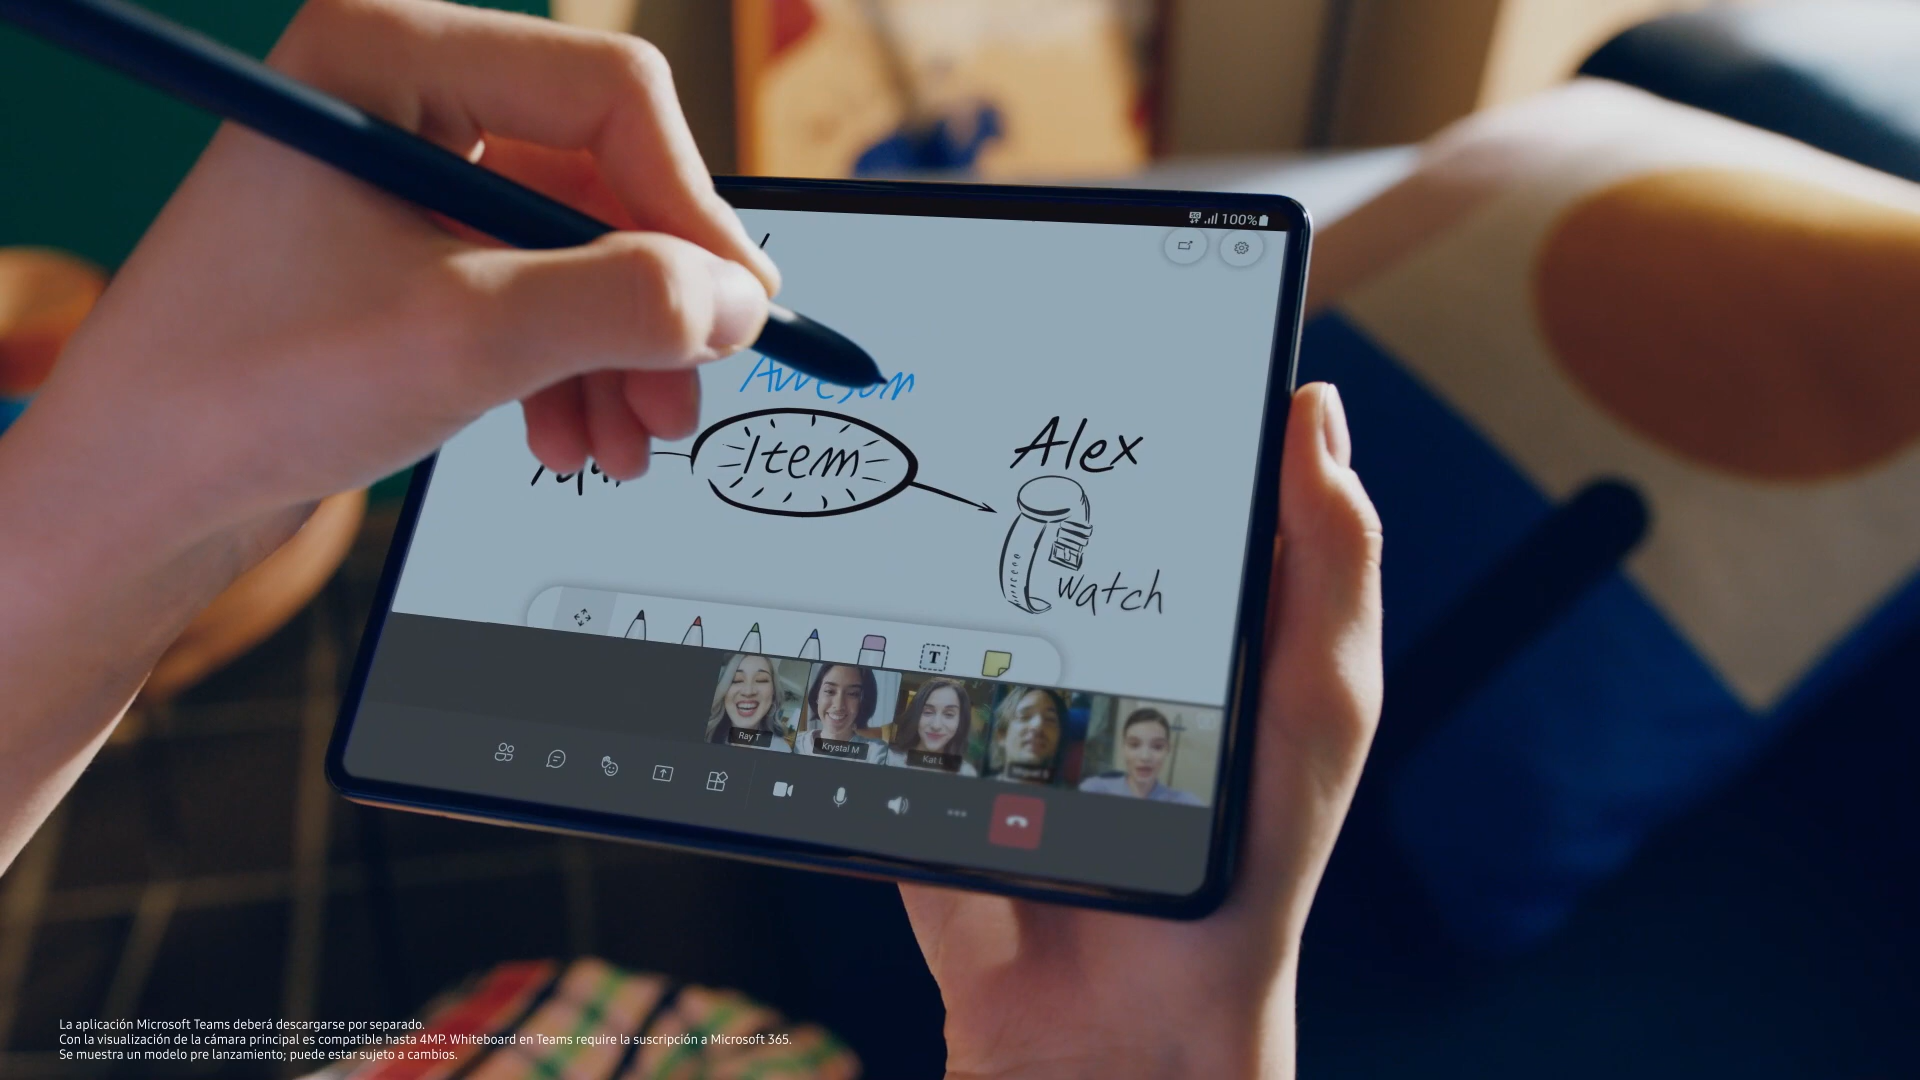 100%
Awesom
Item
Alex
watch
T
Ray T
Krystal M
Kat L
La aplicación Microsoft Teams deberá descargarse por separado.
Con la visualización de la cámara principal es compatible hasta 4MP. Whiteboard en Teams require la suscripción a Microsoft 365.
Se muestra un modelo pre lanzamiento; puede estar sujeto a cambios.